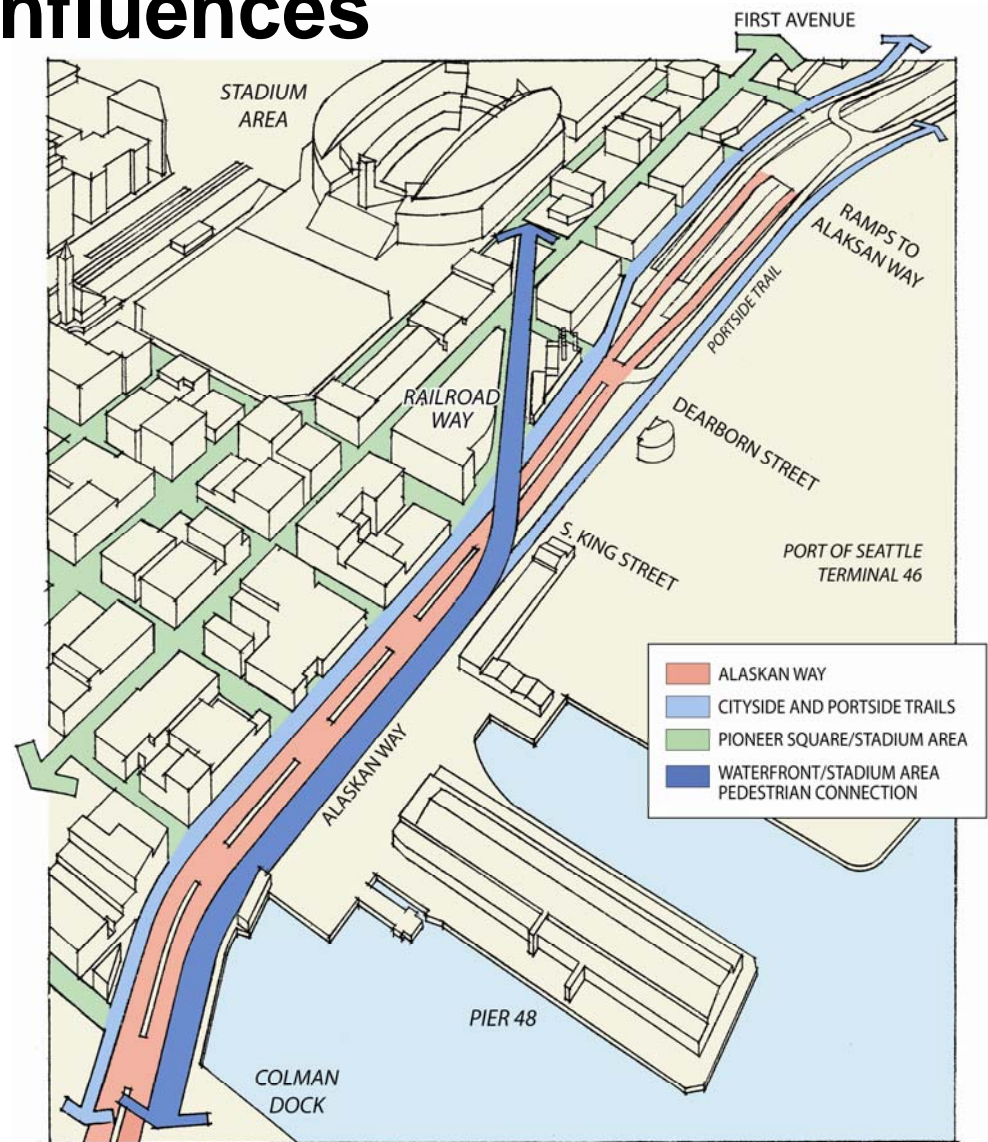 nfluences
FIRST AVENUE
STADIUM
AREA
RAMPS TO
ALAKSAN WAY
PORTSIDE TRAIL
RAILROAD
WAY
DEARBORN STREET
S. KING STREET
PORT OF SEATTLE
TERMINAL 46
ALASKAN WAY
CITYSIDE AND PORTSIDE TRAILS
PIONEER SQUARE/STADIUM AREA
WATERFRONT/STADIUM AREA
PEDESTRIAN CONNECTION
ALASKAN WAY
PIER 48
COLMAN
DOCK